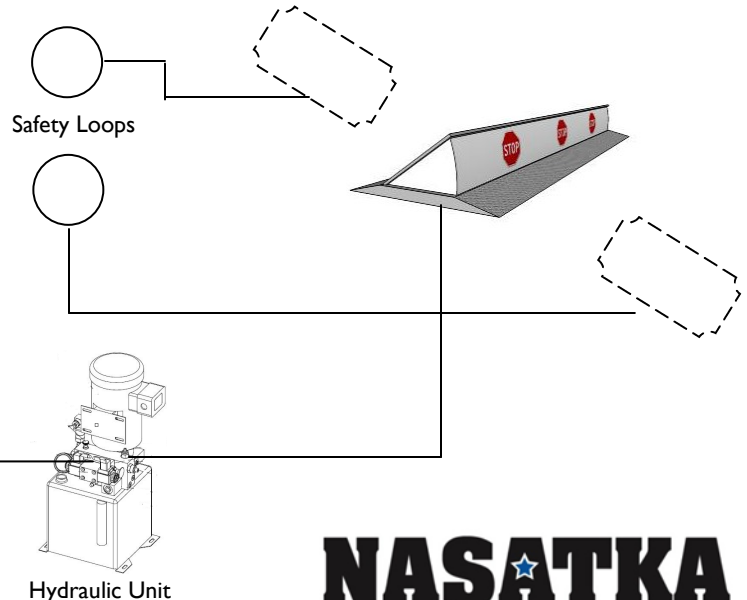 Safety Loops
STOP
STOP
STOP
Hydraulic Unit
NASATKA